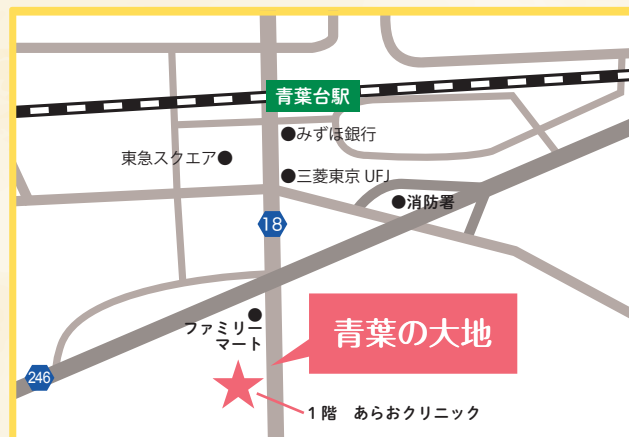 青葉台駅
みずほ銀行
東急スクエア
三菱東京 UFJ
消防署
18
ファミリー
マート
青葉の大地
246
1階　あらおクリニック